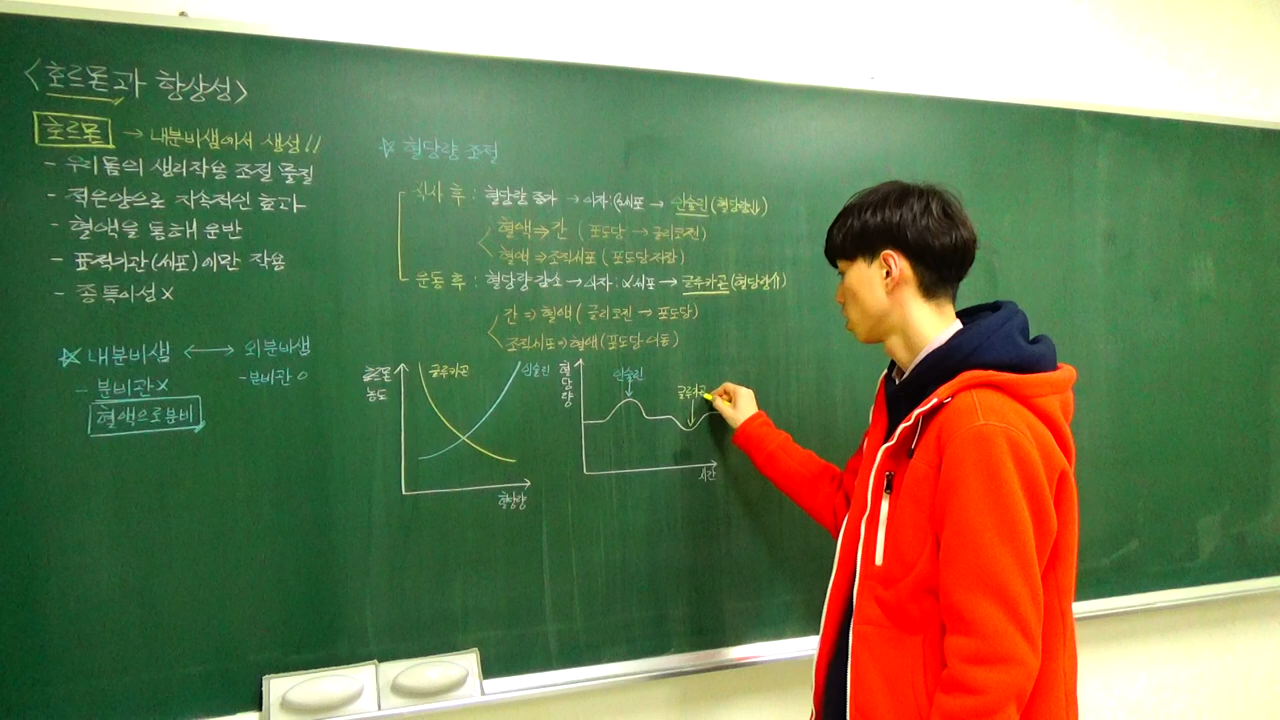 <호르몬과 항상성>
호르몬 → 내분비샘에서 생성!!
- 우리몸의 생리작용 조절 물질
- 적은양으로 지속적인 효과
- 혈액을 통해 운반
- 표적기관(세포)에만 작용
- 종특이성 X
☆ 내분비샘 ↔ 외분비샘
- 분비관 X
- 분비관 O
혈액으로 분비
☆ 혈당량 조절
식사 후 : 혈당량 증가 → 이자 : β세포 → 인슐린 (혈당량↓↓)
혈액 ⇒ 간 ( 포도당 → 글리코젠)
혈액 ⇒ 조직세포 ( 포도당 저장)
운동 후 : 혈당량 감소 → 이자 : α세포 → 글루카곤 (혈당량↑↑)
간 ⇒ 혈액 ( 글리코젠 → 포도당)
조직세포 ⇒ 혈액 (포도당 이동)
호르몬
농도
글루카곤
인슐린
혈당량
혈당량
인슐린
글루카곤
시간